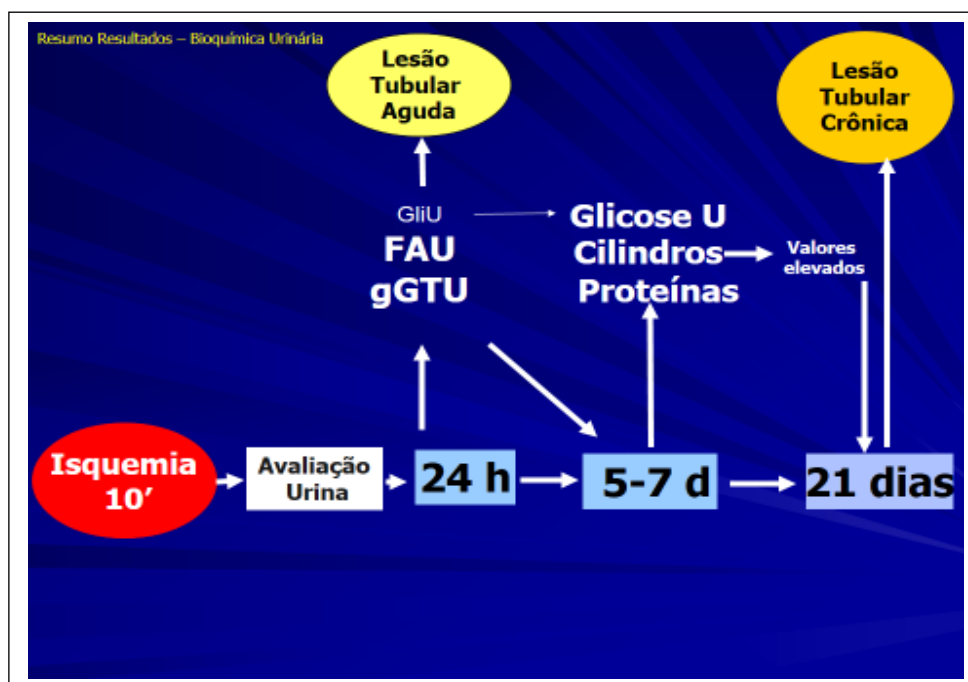 Resumo Resultados – Bioquímica Urinária
Lesão
Tubular
Aguda
Lesão
Tubular
Crônica
GliU
FAU
gGTU
Glicose U
Cilindros
Proteínas
Valores
elevados
Isquemia
10’
Avaliação
Urina
24 h
5-7 d
21 dias